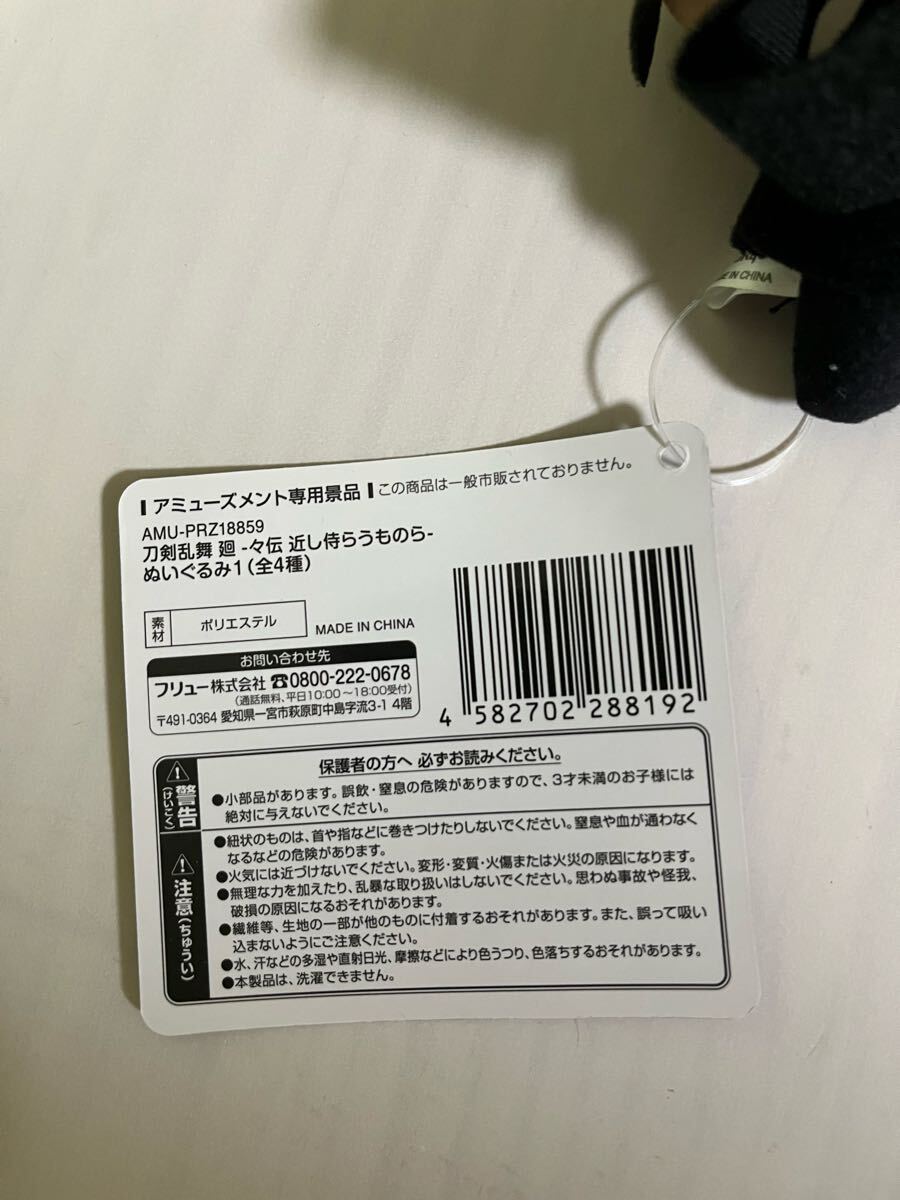 E IN CHINA
アミューズメント専用景品 この商品は一般市販されておりません。
AMU-PRZ18859
刀剣乱舞 廻 -々伝 近し侍らうものら-
ぬいぐるみ1(全4種)
素材 ポリエステル MADE IN CHINA
お問い合わせ先
フリュー株式会社 ☎0800-222-0678
(通話無料、平日10:00~18:00受付)
〒491-0364 愛知県一宮市萩原町中島字流3-1 4階
4 582702 288192
保護者の方へ 必ずお読みください。
⚠警告(けいこく)
●小部品があります。誤飲・窒息の危険がありますので、3才未満のお子様には
絶対に与えないでください。
⚠注意(ちゅうい)
●紐状のものは、首や指などに巻きつけたりしないでください。窒息や血が通わなく
なるなどの危険があります。
●火気には近づけないでください。変形・変質・火傷または火災の原因になります。
●無理な力を加えたり、乱暴な取り扱いはしないでください。思わぬ事故や怪我、
破損の原因になるおそれがあります。
●繊維等、生地の一部が他のものに付着するおそれがあります。また、誤って吸い
込まないようにご注意ください。
●水、汗などの多湿や直射日光、摩擦などにより色うつり、色落ちするおそれがあります。
●本製品は、洗濯できません。